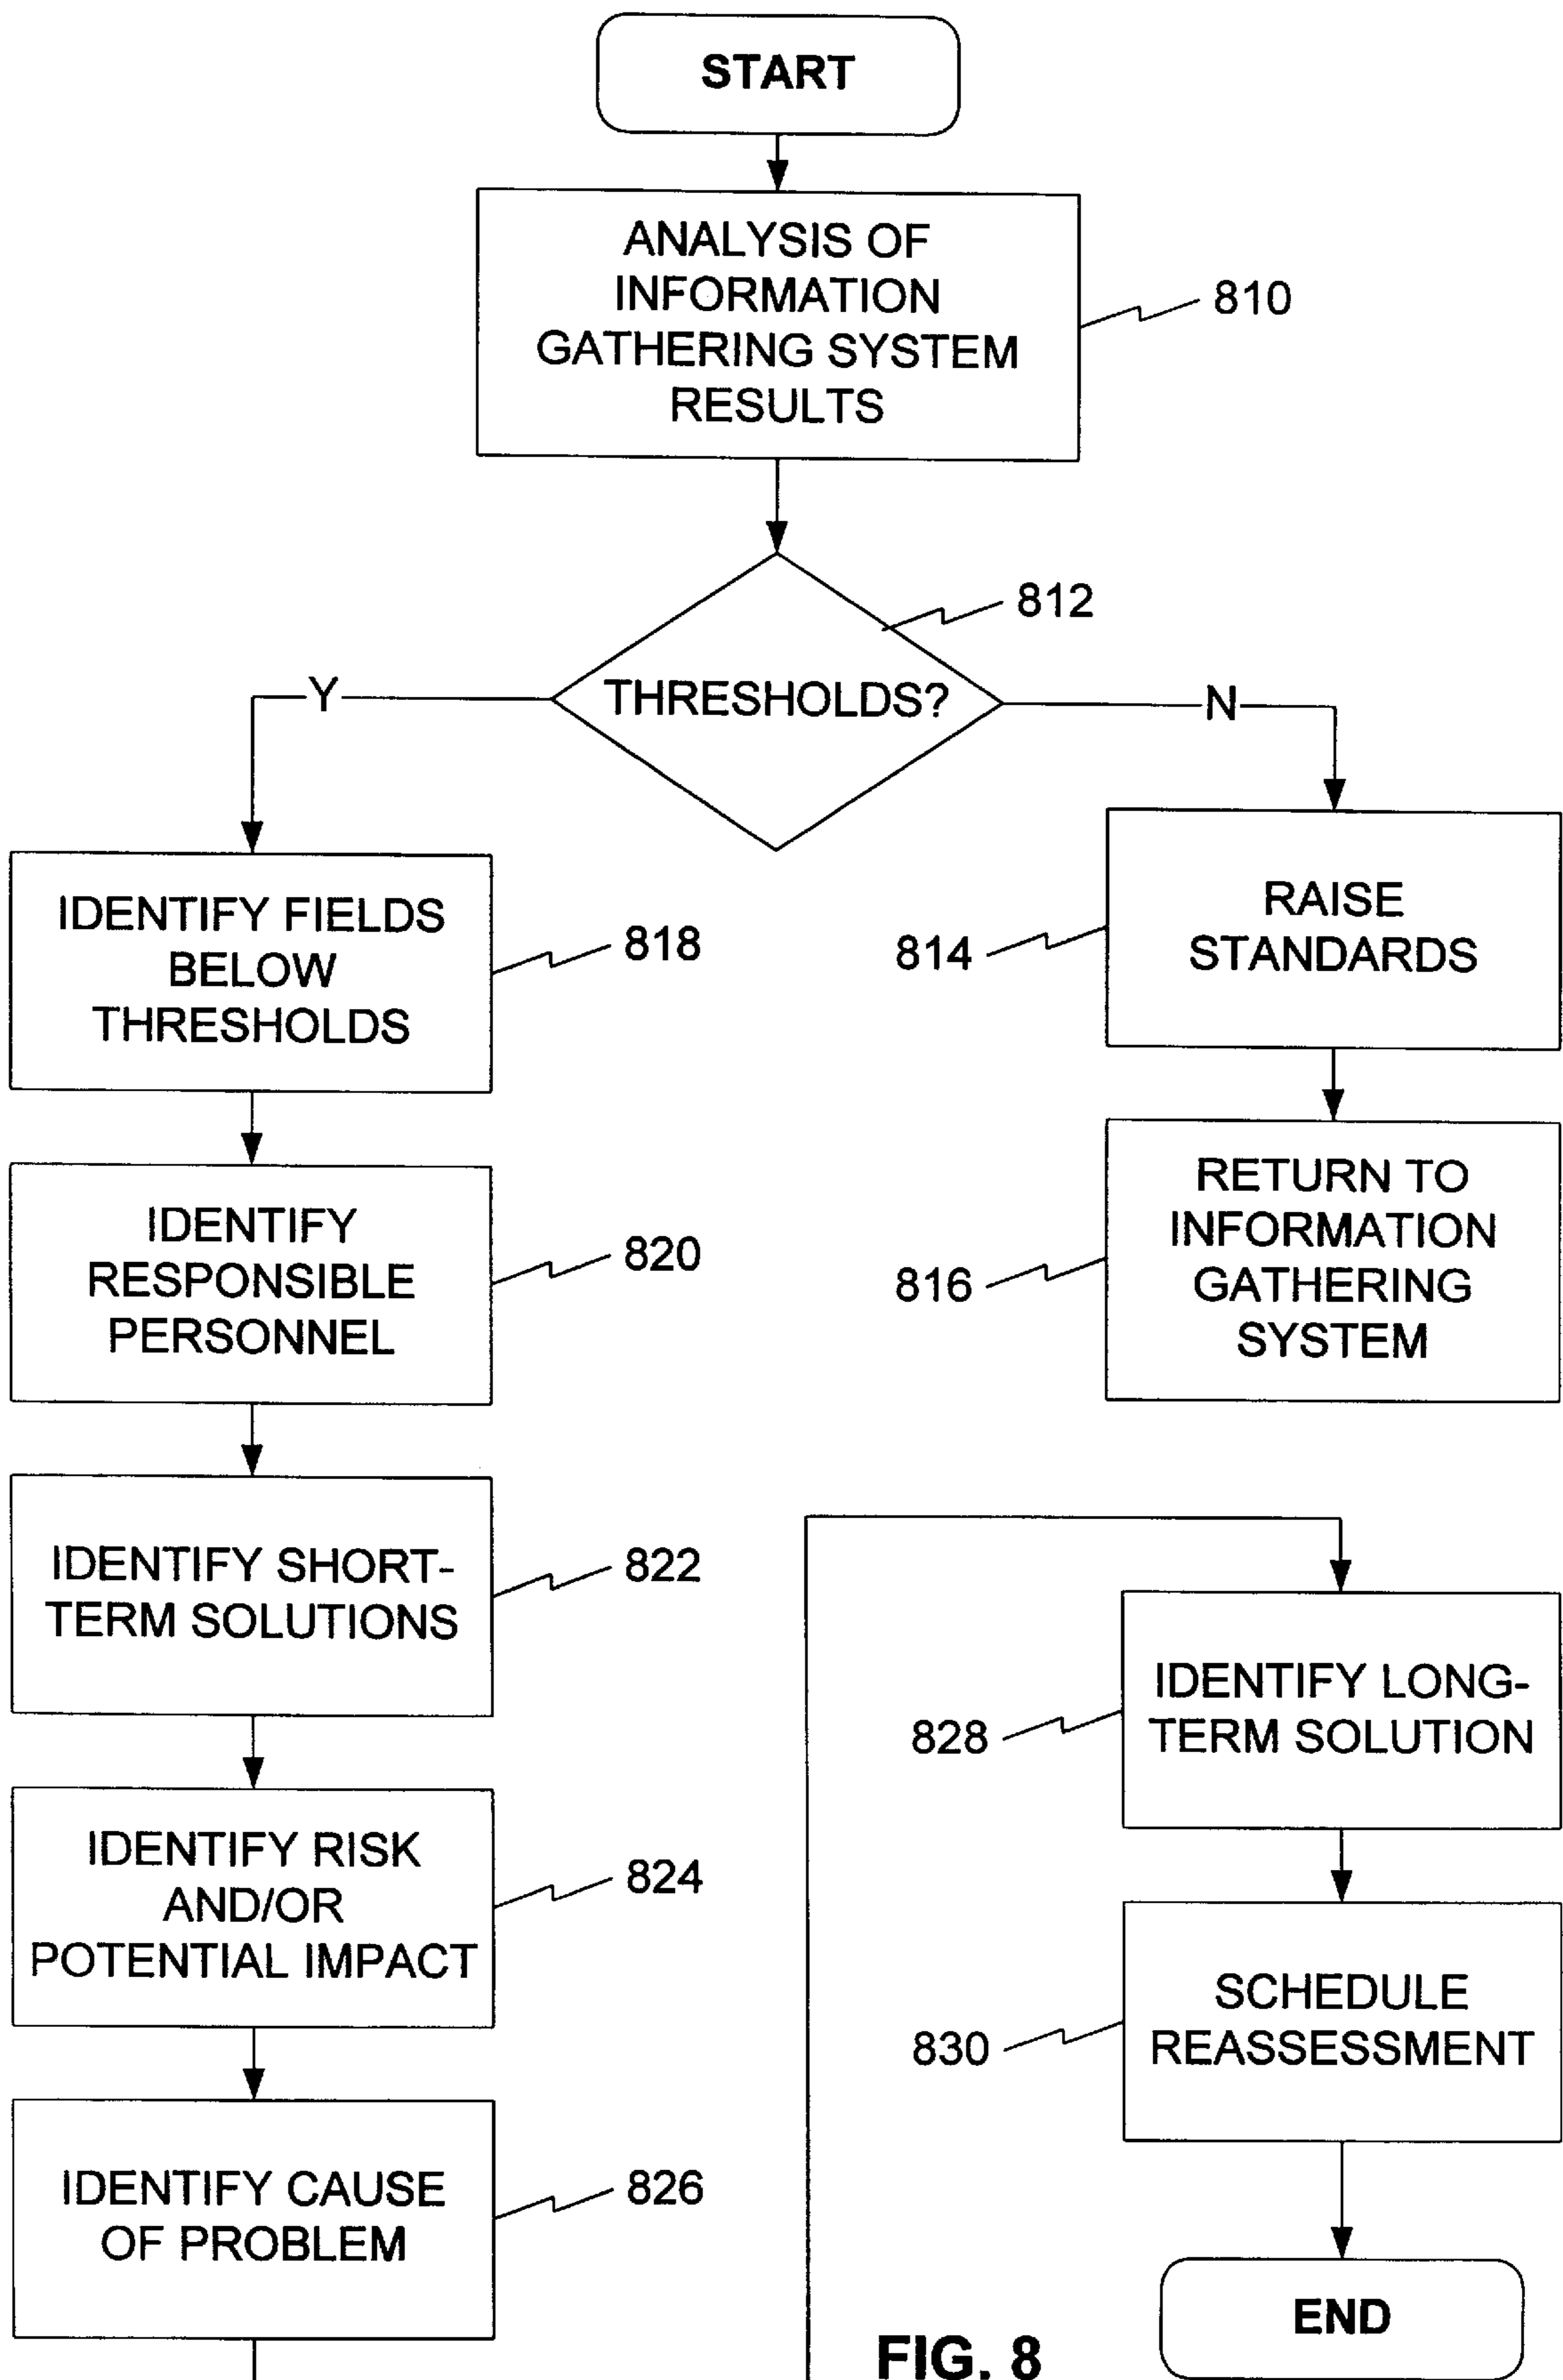 START
ANALYSIS OF
INFORMATION
GATHERING SYSTEM
RESULTS
810
812
THRESHOLDS?
Y
N
IDENTIFY FIELDS
BELOW
THRESHOLDS
818
RAISE
STANDARDS
814
IDENTIFY
RESPONSIBLE
PERSONNEL
820
RETURN TO
INFORMATION
GATHERING
SYSTEM
816
IDENTIFY SHORT-
TERM SOLUTIONS
822
IDENTIFY RISK
AND/OR
POTENTIAL IMPACT
824
IDENTIFY CAUSE
OF PROBLEM
826
IDENTIFY LONG-
TERM SOLUTION
828
SCHEDULE
REASSESSMENT
830
END
FIG. 8